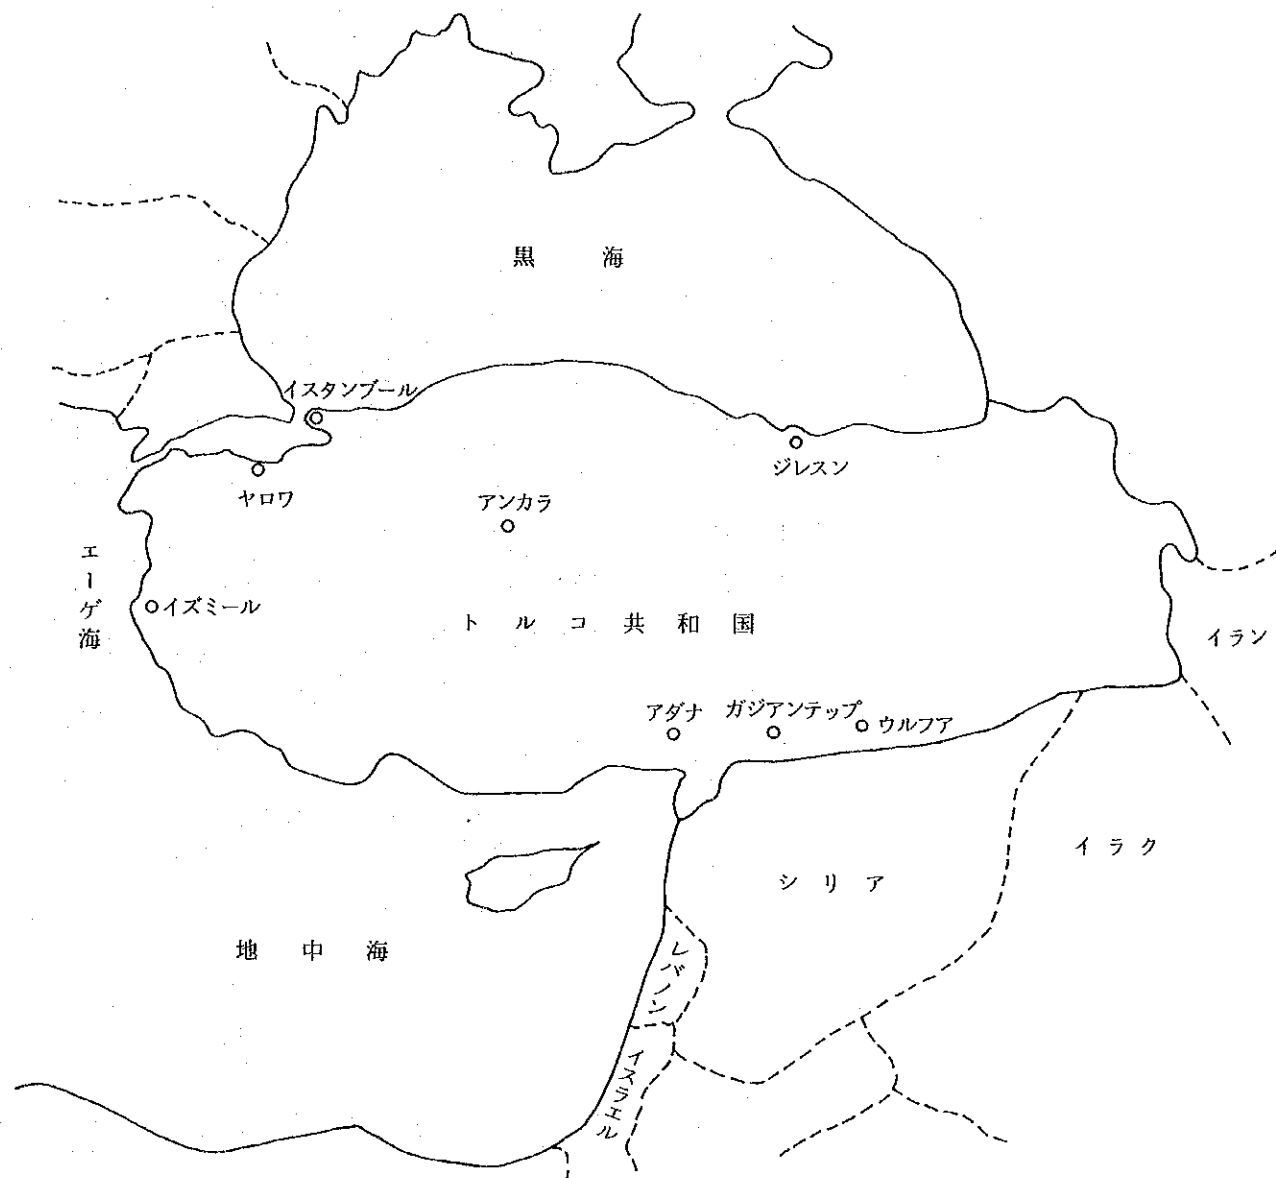 黒海
イスタンブール
ジレスン
ヤロワ
アンカラ
エーゲ海
イズミール
トルコ共和国
イラン
アダナ
ガジアンテップ
ウルフア
イラク
シリア
地中海
レバノン
イスラエル